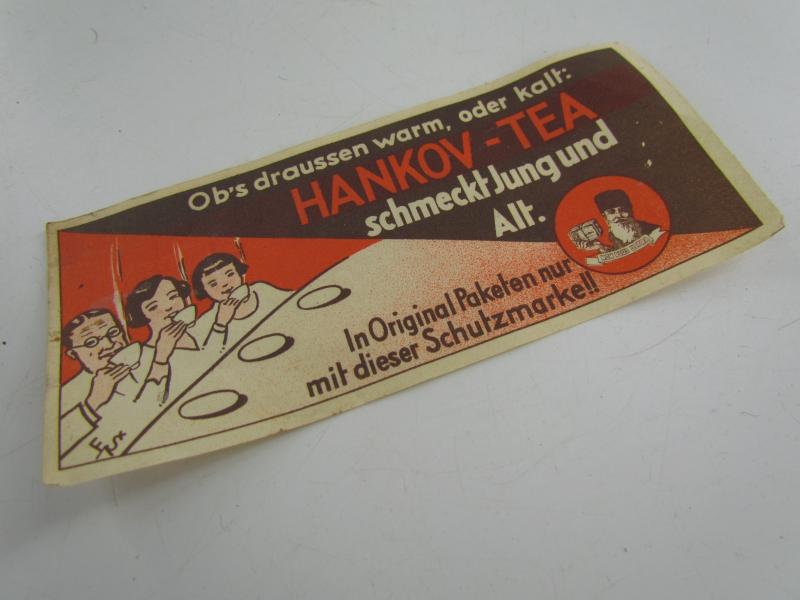 Ob's draussen warm, oder kalt:
HANKOV-TEA
schmeckt Jung und
Alt.
In Original Paketen nur
mit dieser Schutzmarke!!